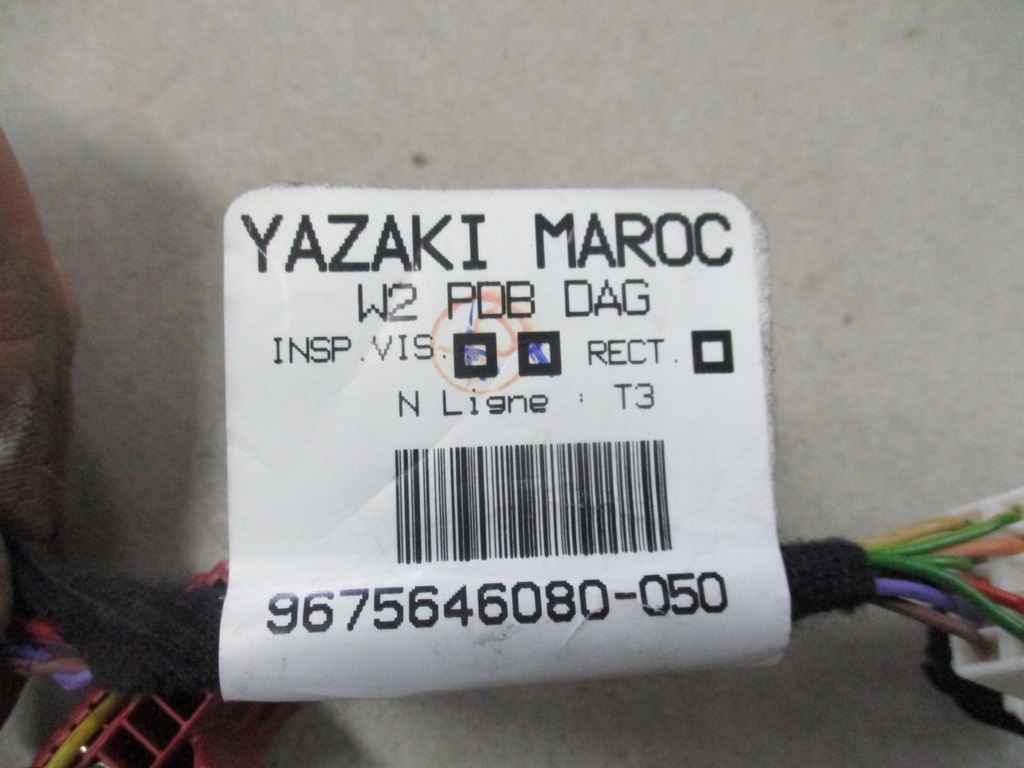 YAZAKI MAROC
W2 PDB DAG
INSP.VIS. RECT.
N Ligne : T3
9675646080-050